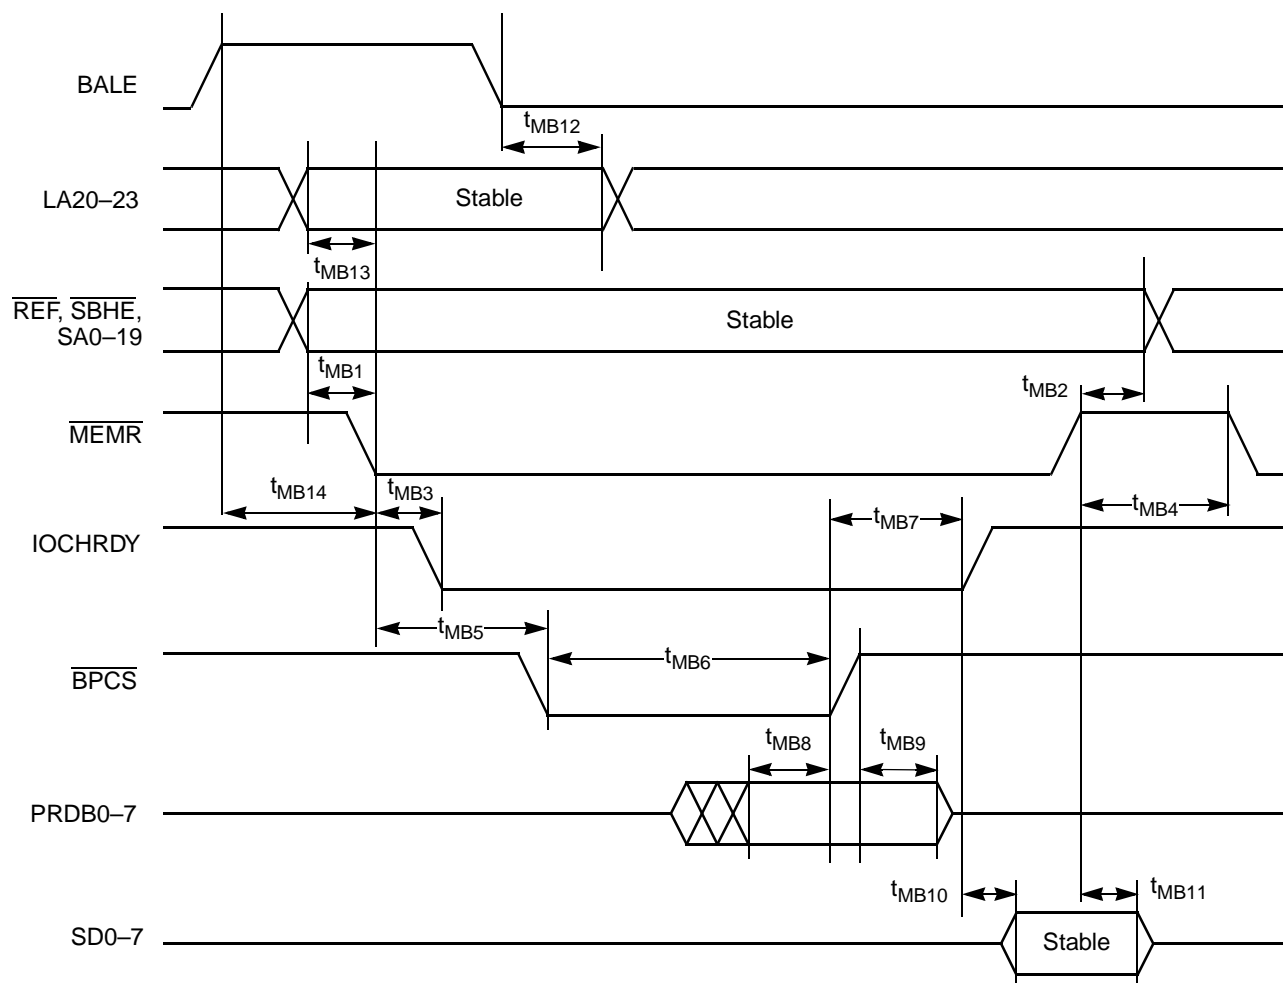 BALE
tMB12
LA20–23
Stable
tMB13
REF, SBHE,
SA0–19
Stable
tMB1
tMB2
MEMR
tMB14
tMB3
tMB7
tMB4
IOCHRDY
tMB5
tMB6
BPCS
tMB8
tMB9
PRDB0–7
tMB10
tMB11
SD0–7
Stable